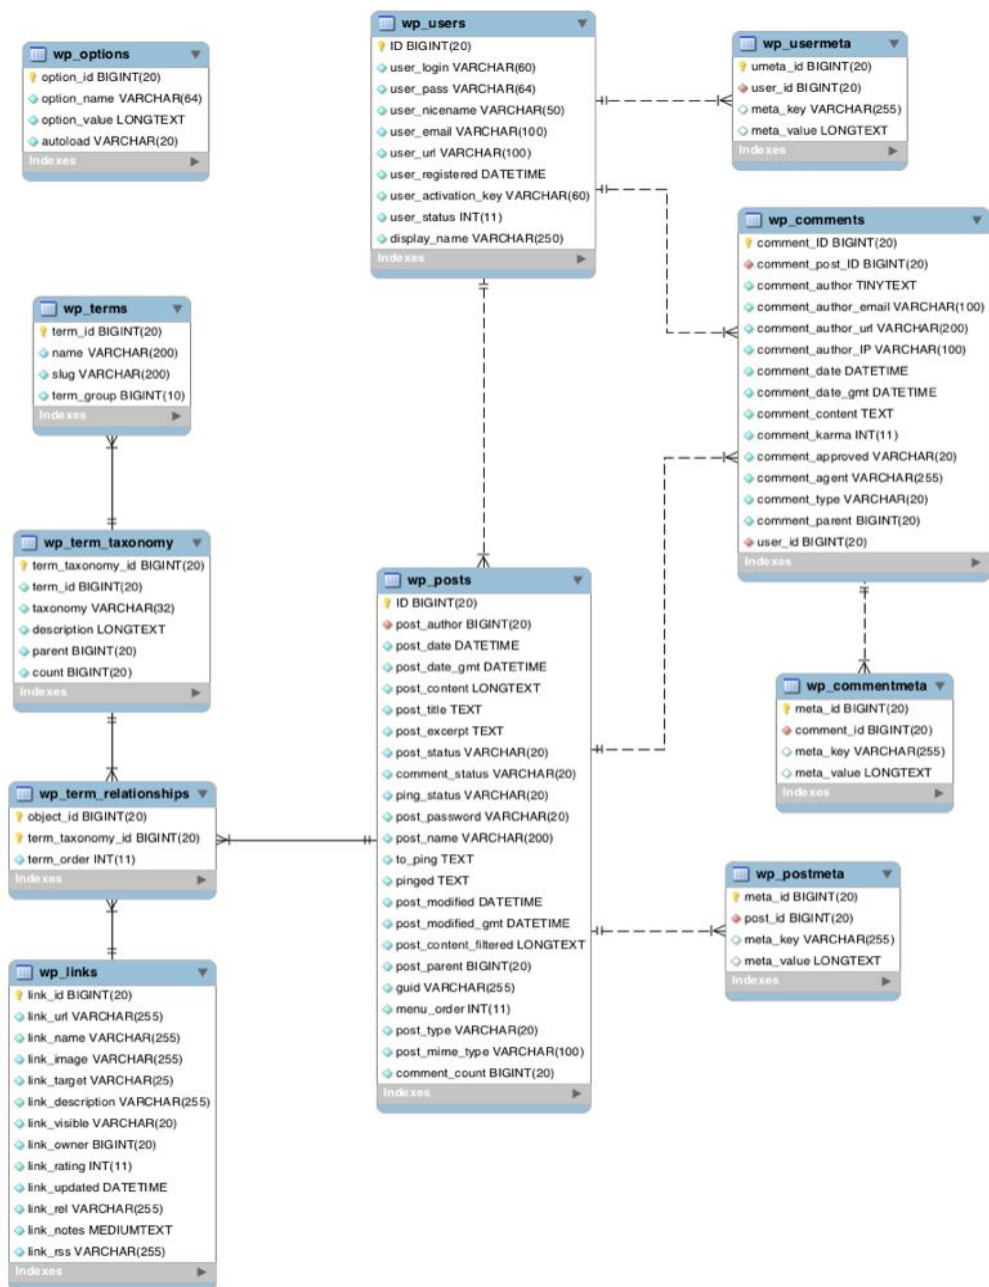 wp_options
option_id BIGINT(20)
option_name VARCHAR(64)
option_value LONGTEXT
autoload VARCHAR(20)
Indexes
wp_users
ID BIGINT(20)
user_login VARCHAR(60)
user_pass VARCHAR(64)
user_nicename VARCHAR(50)
user_email VARCHAR(100)
user_url VARCHAR(100)
user_registered DATETIME
user_activation_key VARCHAR(60)
user_status INT(11)
display_name VARCHAR(250)
Indexes
wp_usermeta
umeta_id BIGINT(20)
user_id BIGINT(20)
meta_key VARCHAR(255)
meta_value LONGTEXT
Indexes
wp_comments
comment_ID BIGINT(20)
comment_post_ID BIGINT(20)
comment_author TINYTEXT
comment_author_email VARCHAR(100)
comment_author_url VARCHAR(200)
comment_author_IP VARCHAR(100)
comment_date DATETIME
comment_date_gmt DATETIME
comment_content TEXT
comment_karma INT(11)
comment_approved VARCHAR(20)
comment_agent VARCHAR(255)
comment_type VARCHAR(20)
comment_parent BIGINT(20)
user_id BIGINT(20)
Indexes
wp_terms
term_id BIGINT(20)
name VARCHAR(200)
slug VARCHAR(200)
term_group BIGINT(10)
Indexes
wp_term_taxonomy
term_taxonomy_id BIGINT(20)
term_id BIGINT(20)
taxonomy VARCHAR(32)
description LONGTEXT
parent BIGINT(20)
count BIGINT(20)
Indexes
wp_posts
ID BIGINT(20)
post_author BIGINT(20)
post_date DATETIME
post_date_gmt DATETIME
post_content LONGTEXT
post_title TEXT
post_excerpt TEXT
post_status VARCHAR(20)
comment_status VARCHAR(20)
ping_status VARCHAR(20)
post_password VARCHAR(20)
post_name VARCHAR(200)
to_ping TEXT
pinged TEXT
post_modified DATETIME
post_modified_gmt DATETIME
post_content_filtered LONGTEXT
post_parent BIGINT(20)
guid VARCHAR(255)
menu_order INT(11)
post_type VARCHAR(20)
post_mime_type VARCHAR(100)
comment_count BIGINT(20)
Indexes
wp_commentmeta
meta_id BIGINT(20)
comment_id BIGINT(20)
meta_key VARCHAR(255)
meta_value LONGTEXT
Indexes
wp_term_relationships
object_id BIGINT(20)
term_taxonomy_id BIGINT(20)
term_order INT(11)
Indexes
wp_postmeta
meta_id BIGINT(20)
post_id BIGINT(20)
meta_key VARCHAR(255)
meta_value LONGTEXT
Indexes
wp_links
link_id BIGINT(20)
link_url VARCHAR(255)
link_name VARCHAR(255)
link_image VARCHAR(255)
link_target VARCHAR(25)
link_description VARCHAR(255)
link_visible VARCHAR(20)
link_owner BIGINT(20)
link_rating INT(11)
link_updated DATETIME
link_rel VARCHAR(255)
link_notes MEDIUMTEXT
link_rss VARCHAR(255)
Indexes